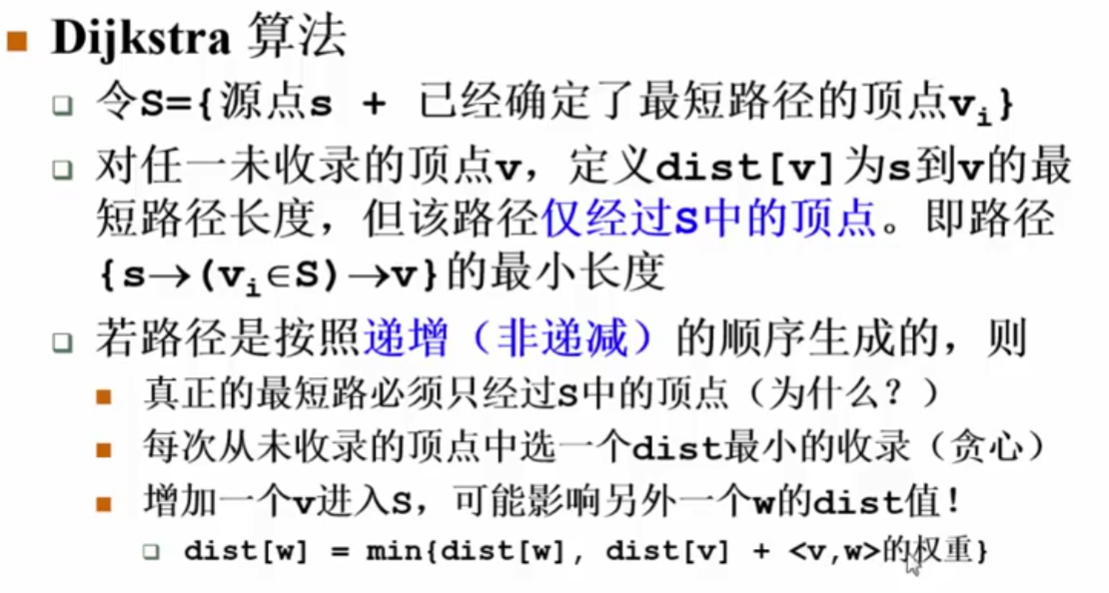 Dijkstra 算法
令S={源点s + 已经确定了最短路径的顶点vi}
对任一未收录的顶点v，定义dist[v]为s到v的最
短路径长度，但该路径仅经过S中的顶点。即路径
{s→(vi∈S)→v}的最小长度
若路径是按照递增（非递减）的顺序生成的，则
真正的最短路必须只经过S中的顶点（为什么？）
每次从未收录的顶点中选一个dist最小的收录（贪心）
增加一个v进入S，可能影响另外一个w的dist值！
dist[w] = min{dist[w], dist[v] + <v,w>的权重}